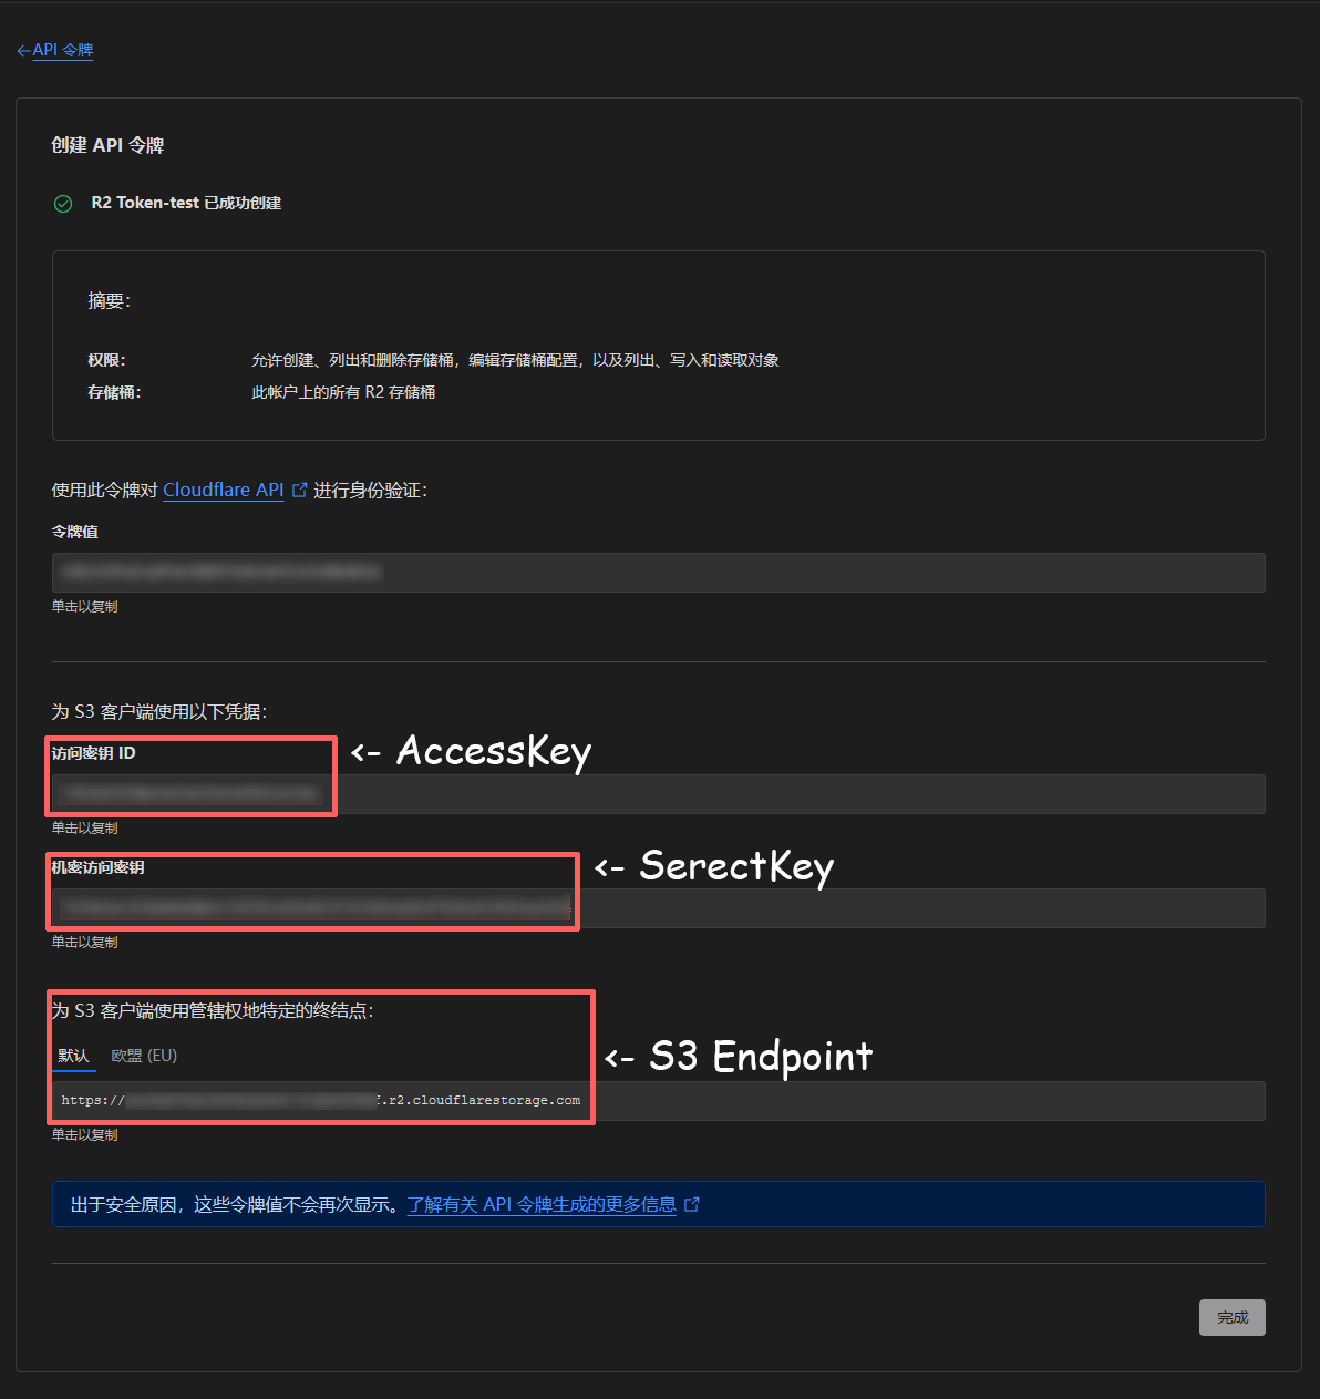 ←API 令牌
创建 API 令牌
R2 Token-test 已成功创建
摘要：
权限： 允许创建、列出和删除存储桶，编辑存储桶配置，以及列出、写入和读取对象
存储桶： 此帐户上的所有 R2 存储桶
使用此令牌对 Cloudflare API 进行身份验证：
令牌值
单击以复制
为 S3 客户端使用以下凭据：
访问密钥 ID <- AccessKey
单击以复制
机密访问密钥 <- SerectKey
单击以复制
为 S3 客户端使用管辖权地特定的终结点：
默认 欧盟 (EU) <- S3 Endpoint
https:// f.r2.cloudflarestorage.com
单击以复制
出于安全原因，这些令牌值不会再次显示。了解有关 API 令牌生成的更多信息
完成